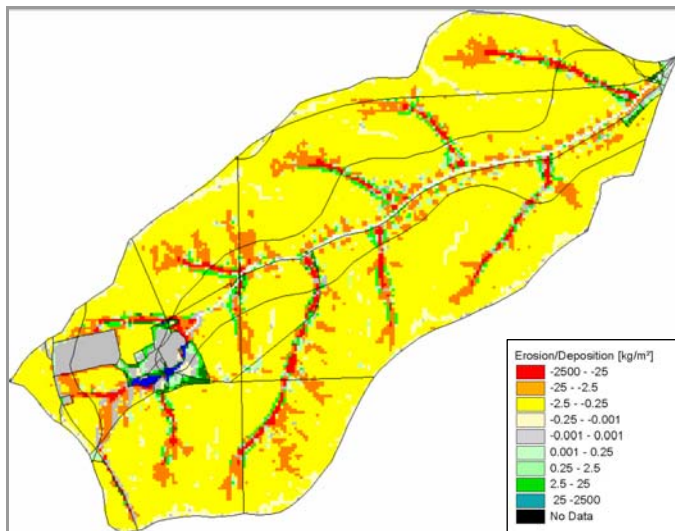 Erosion/Deposition [kg/m²]
-2500 - -25
-25 - -2.5
-2.5 - -0.25
-0.25 - -0.001
-0.001 - 0.001
0.001 - 0.25
0.25 - 2.5
2.5 - 25
25 -2500
No Data